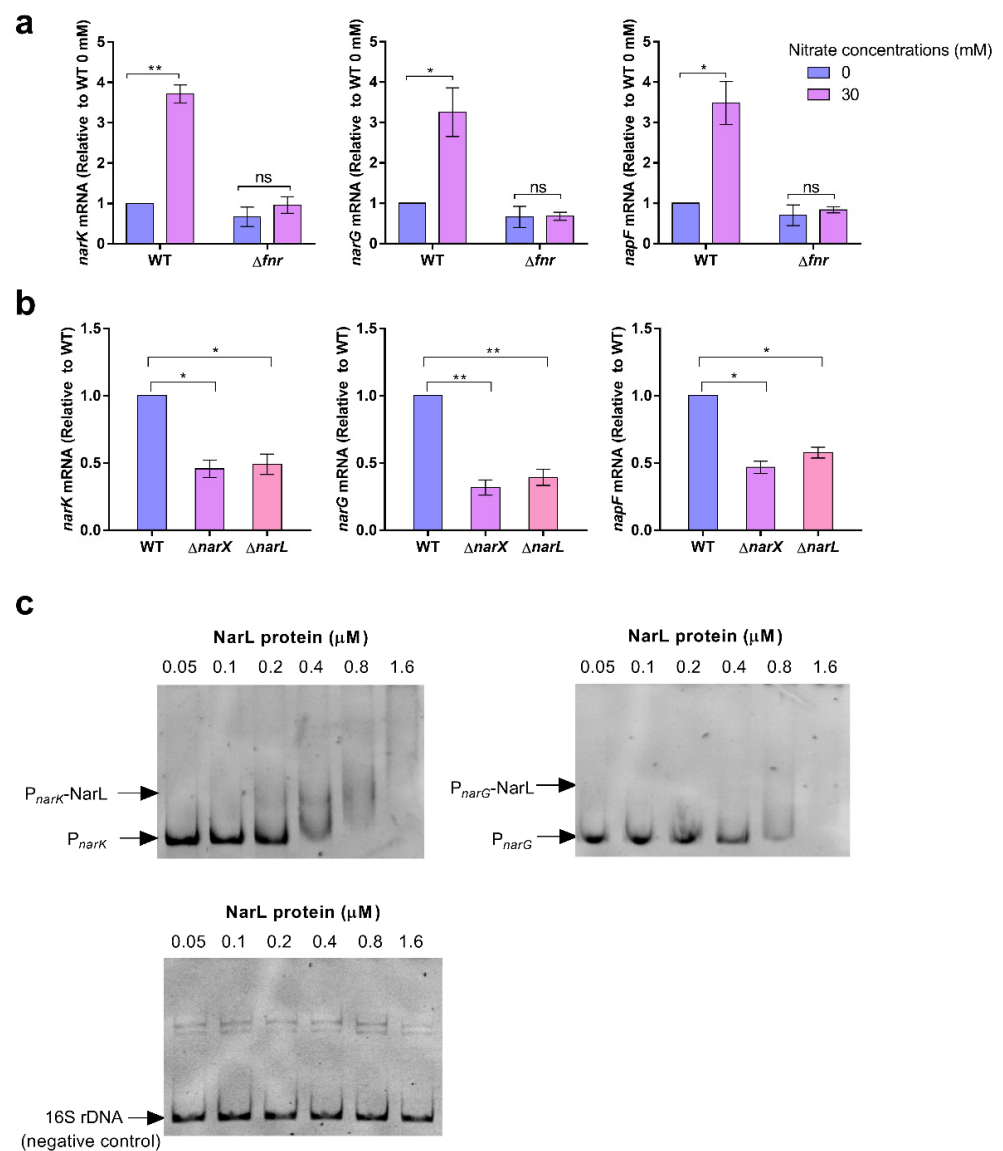 a
narK mRNA (Relative to WT 0 mM)
5
4
3
2
1
0
**
ns
WT
Δfnr
narG mRNA (Relative to WT 0 mM)
5
4
3
2
1
0
*
ns
WT
Δfnr
napF mRNA (Relative to WT 0 mM)
5
4
3
2
1
0
*
ns
WT
Δfnr
Nitrate concentrations (mM)
0
30
b
narK mRNA (Relative to WT)
1.5
1.0
0.5
0.0
*
*
WT ΔnarX ΔnarL
narG mRNA (Relative to WT)
1.5
1.0
0.5
0.0
**
**
WT ΔnarX ΔnarL
napF mRNA (Relative to WT)
1.5
1.0
0.5
0.0
*
*
WT ΔnarX ΔnarL
c
NarL protein (μM)
0.05 0.1 0.2 0.4 0.8 1.6
PnarK-NarL
PnarK
NarL protein (μM)
0.05 0.1 0.2 0.4 0.8 1.6
PnarG-NarL
PnarG
NarL protein (μM)
0.05 0.1 0.2 0.4 0.8 1.6
16S rDNA
(negative control)